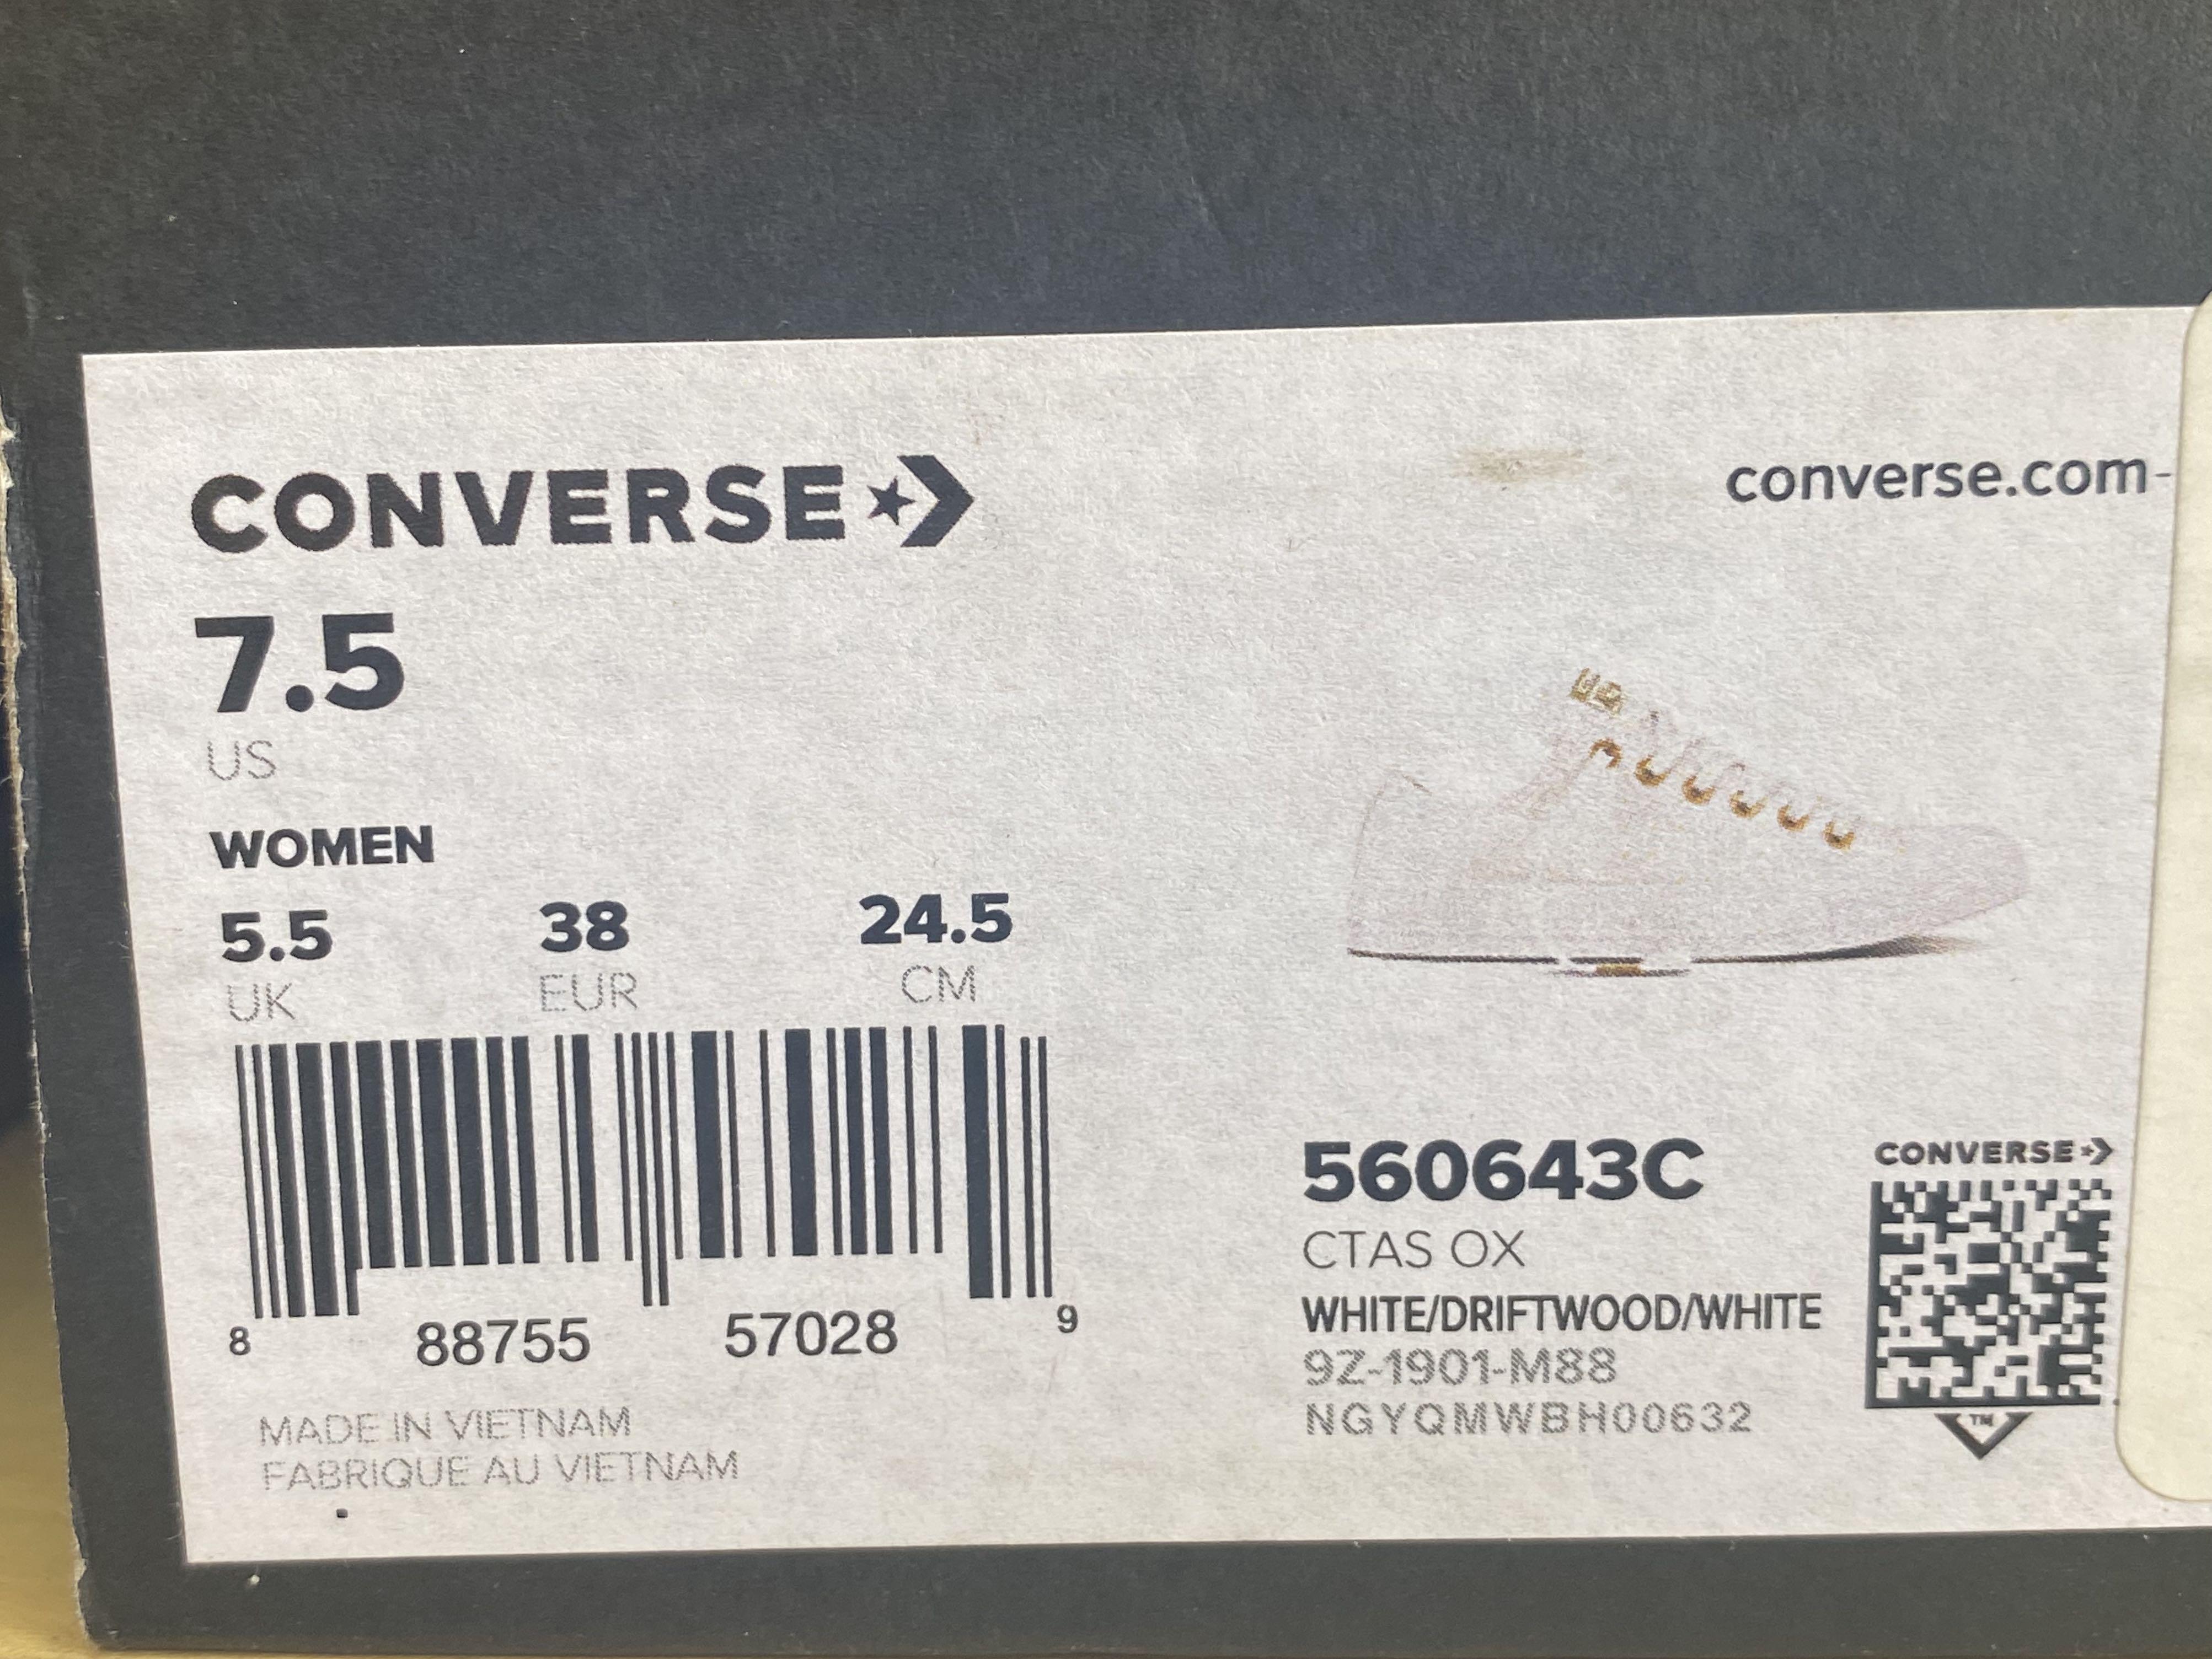 CONVERSE
converse.com-
7.5
US
WOMEN
5.5 38 24.5
UK EUR CM
8 88755 57028 9
MADE IN VIETNAM
FABRIQUE AU VIETNAM
560643C
CTAS OX
WHITE/DRIFTWOOD/WHITE
9Z-1901-M88
NGYQMWBH00632
CONVERSE
TM